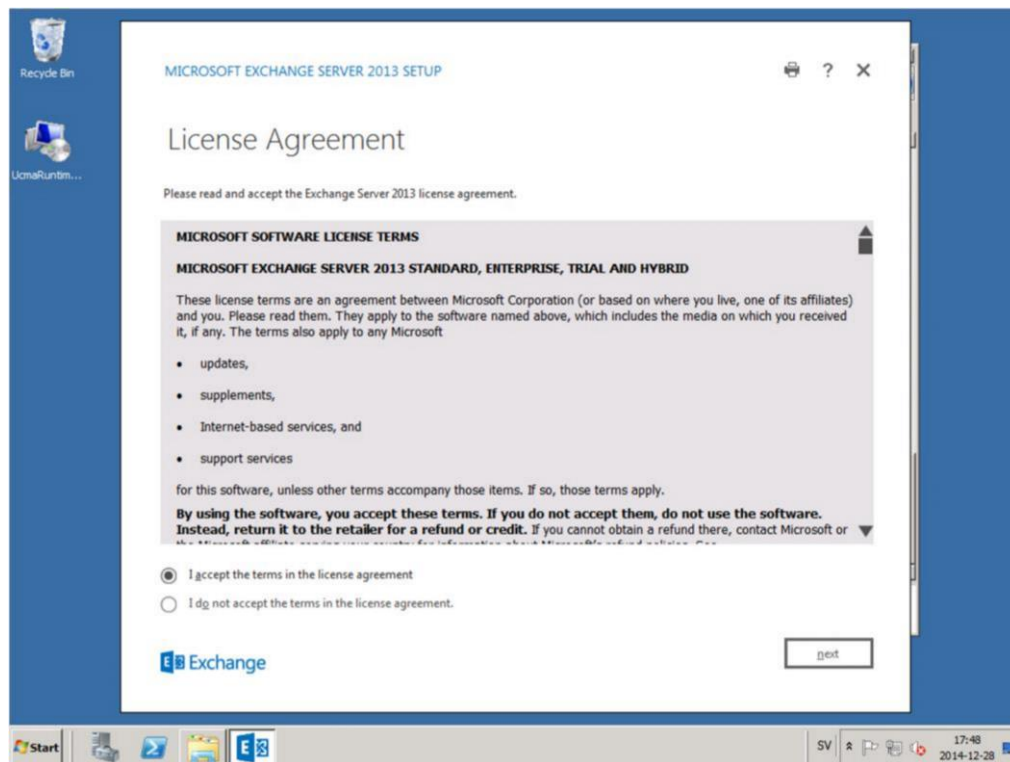 Recycle Bin
UcmaRuntim...
MICROSOFT EXCHANGE SERVER 2013 SETUP
?
License Agreement
Please read and accept the Exchange Server 2013 license agreement.
MICROSOFT SOFTWARE LICENSE TERMS
MICROSOFT EXCHANGE SERVER 2013 STANDARD, ENTERPRISE, TRIAL AND HYBRID
These license terms are an agreement between Microsoft Corporation (or based on where you live, one of its affiliates)
and you. Please read them. They apply to the software named above, which includes the media on which you received
it, if any. The terms also apply to any Microsoft
• updates,
• supplements,
• Internet-based services, and
• support services
for this software, unless other terms accompany those items. If so, those terms apply.
By using the software, you accept these terms. If you do not accept them, do not use the software.
Instead, return it to the retailer for a refund or credit. If you cannot obtain a refund there, contact Microsoft or
I accept the terms in the license agreement
I do not accept the terms in the license agreement.
Exchange
next
Start
SV
17:48
2014-12-28